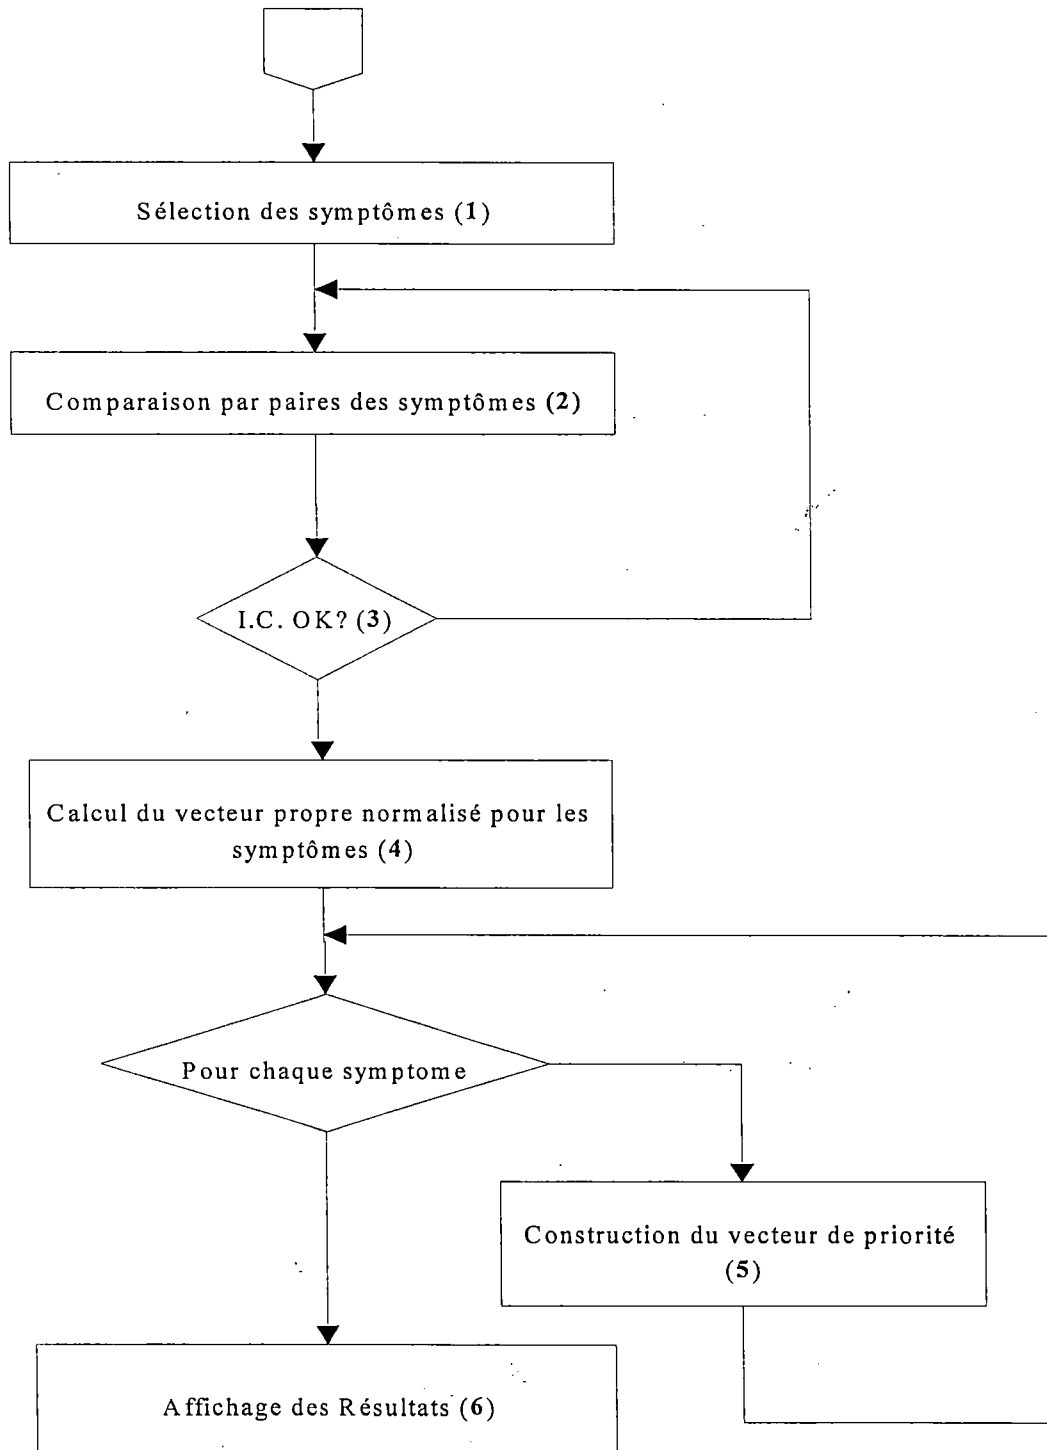 Sélection des symptômes (1)
Comparaison par paires des symptômes (2)
I.C. OK? (3)
Calcul du vecteur propre normalisé pour les
symptômes (4)
Pour chaque symptome
Construction du vecteur de priorité
(5)
Affichage des Résultats (6)